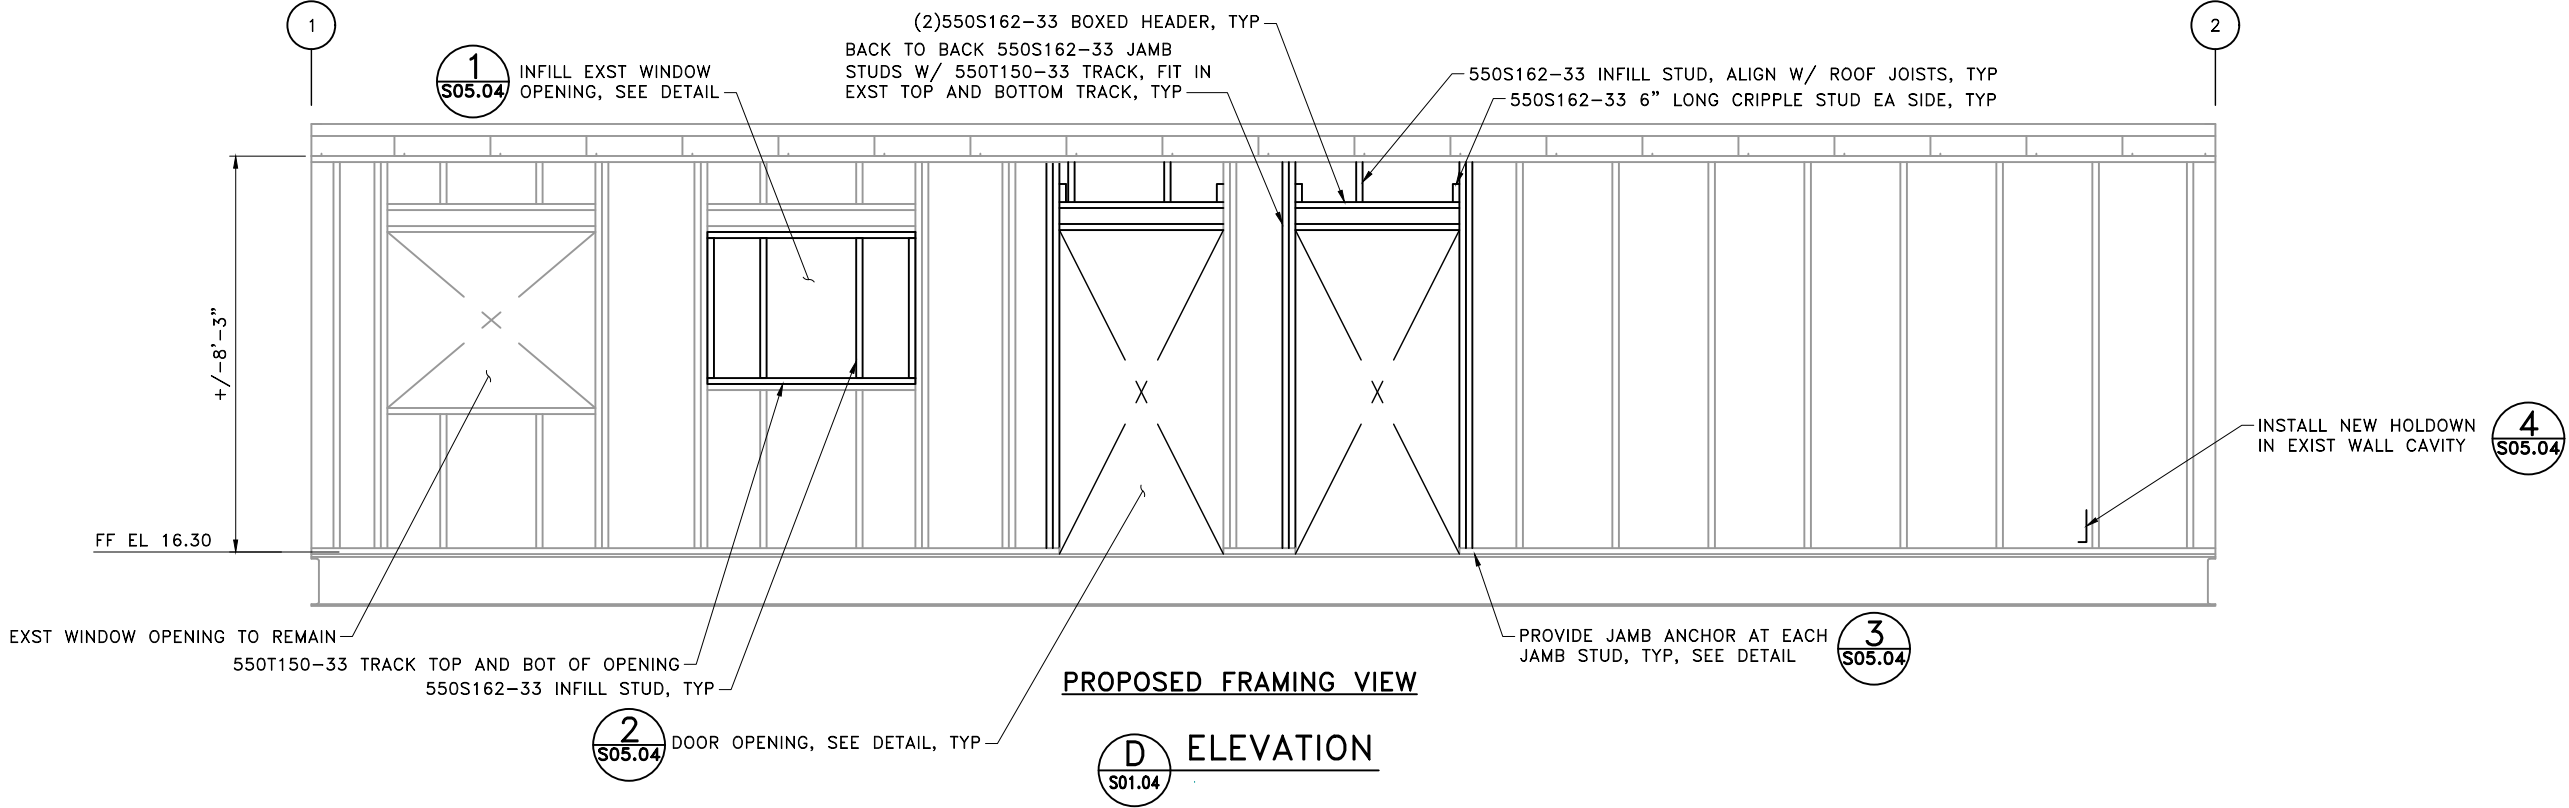 1
2
(2)550S162-33 BOXED HEADER, TYP
BACK TO BACK 550S162-33 JAMB
STUDS W/ 550T150-33 TRACK, FIT IN
EXST TOP AND BOTTOM TRACK, TYP
1
S05.04
INFILL EXST WINDOW
OPENING, SEE DETAIL
550S162-33 INFILL STUD, ALIGN W/ ROOF JOISTS, TYP
550S162-33 6" LONG CRIPPLE STUD EA SIDE, TYP
+/-8'-3"
FF EL 16.30
INSTALL NEW HOLDOWN
IN EXIST WALL CAVITY
4
S05.04
EXST WINDOW OPENING TO REMAIN
550T150-33 TRACK TOP AND BOT OF OPENING
550S162-33 INFILL STUD, TYP
2
S05.04
DOOR OPENING, SEE DETAIL, TYP
PROVIDE JAMB ANCHOR AT EACH
JAMB STUD, TYP, SEE DETAIL
3
S05.04
PROPOSED FRAMING VIEW
D
S01.04
ELEVATION